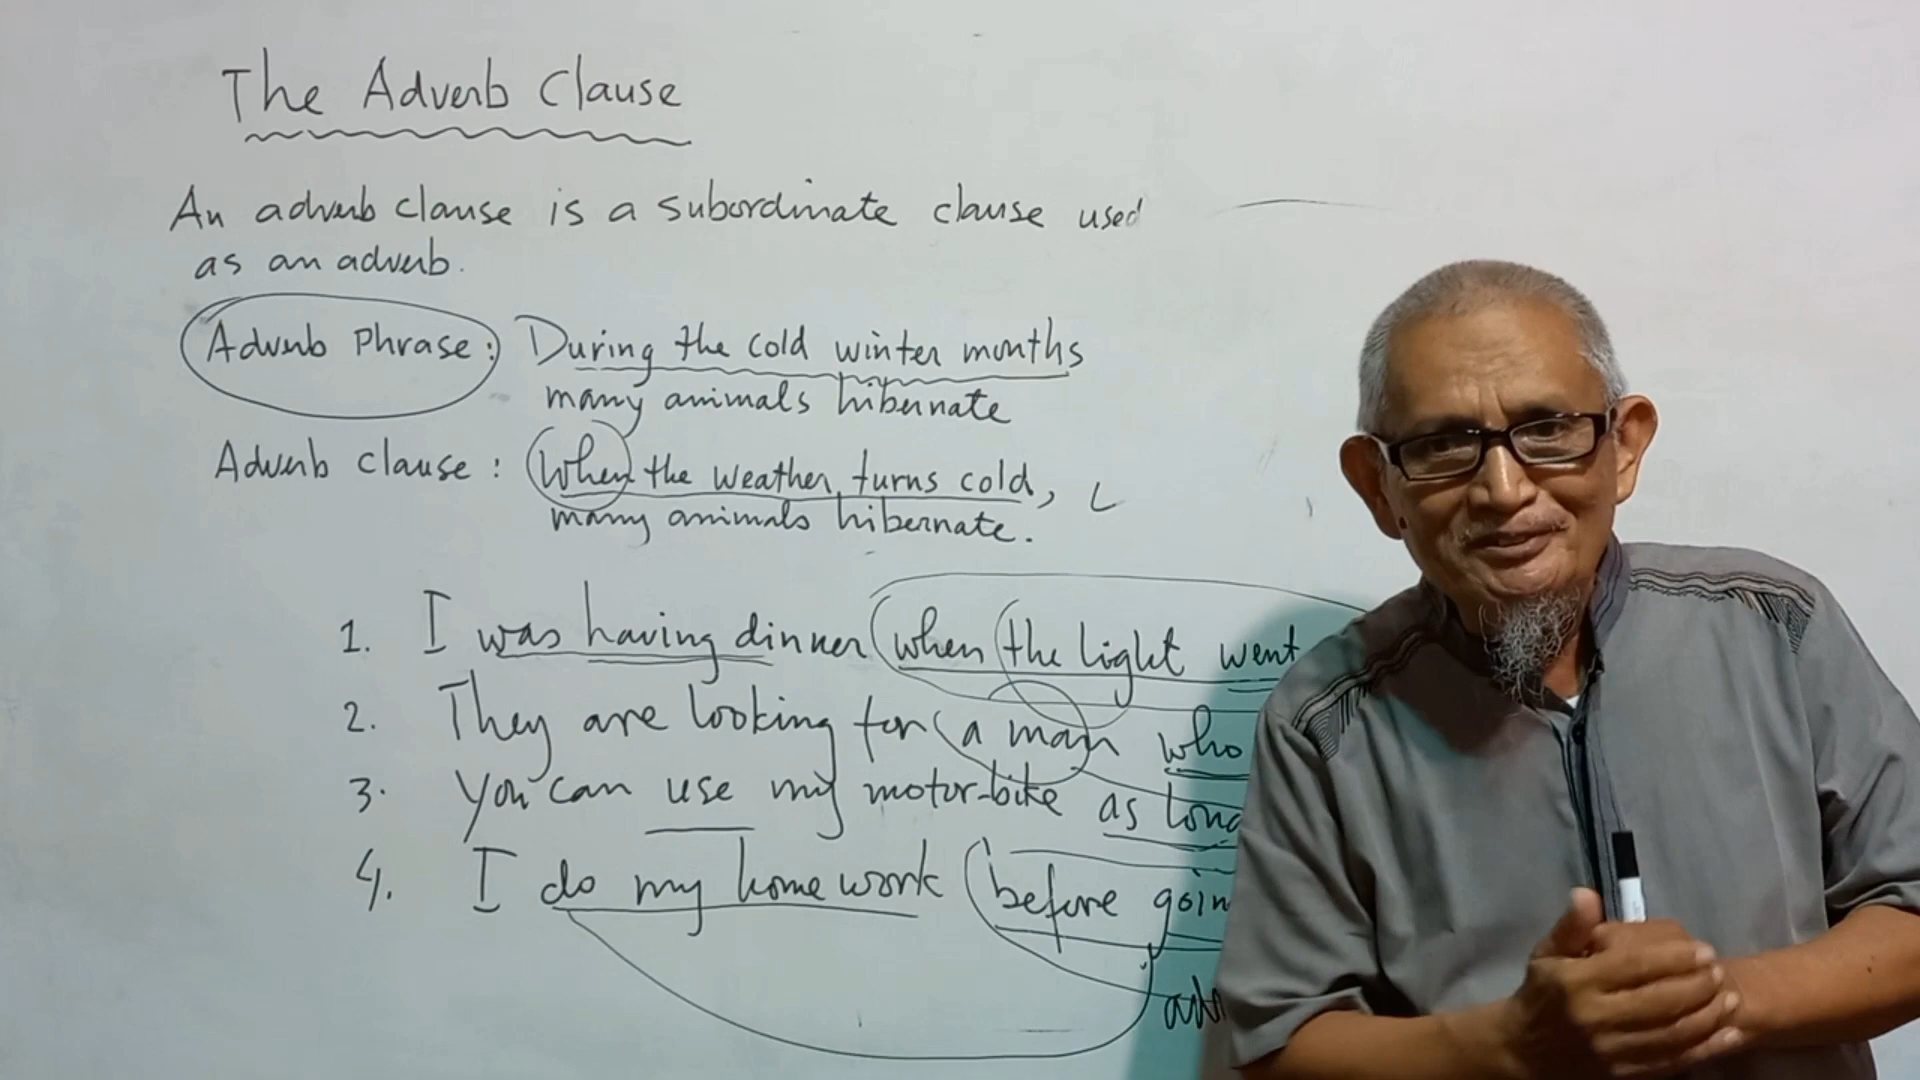 The Adverb Clause
An adverb clause is a subordinate clause used
as an adverb.
Adverb Phrase: During the cold winter months
many animals hibernate
Adverb clause: When the weather turns cold,
many animals hibernate.
1. I was having dinner when the light went
2. They are looking for a man who
3. You can use my motor-bike as
4. I do my homework before